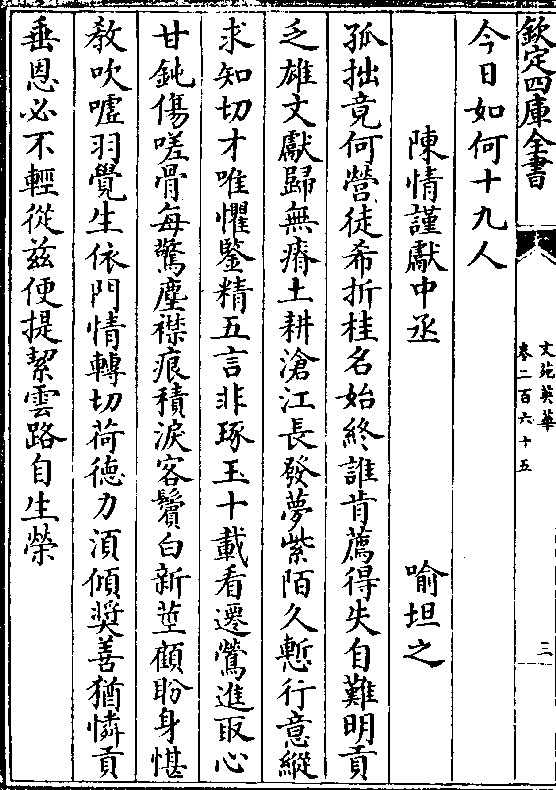 欽定四庫全書
文苑英華
卷二百六十五
三
今日如何十九人
陳情謹獻中丞 喻坦之
孤拙竟何營徒希折桂名始終誰肯薦得失自難明貢
乏雄文獻歸無瘠土耕滄江長發夢紫陌久慙行意縱
求知切才唯懼鑒精五言非琢玉十載看遷鶯進取心
甘鈍傷嗟骨每驚塵襟痕積淚客鬢白新莖顧盼身堪
教吹噓羽覺生依門情轉切荷德力須傾奬善猶憐貢
垂恩必不輕從兹便提挈雲路自生榮